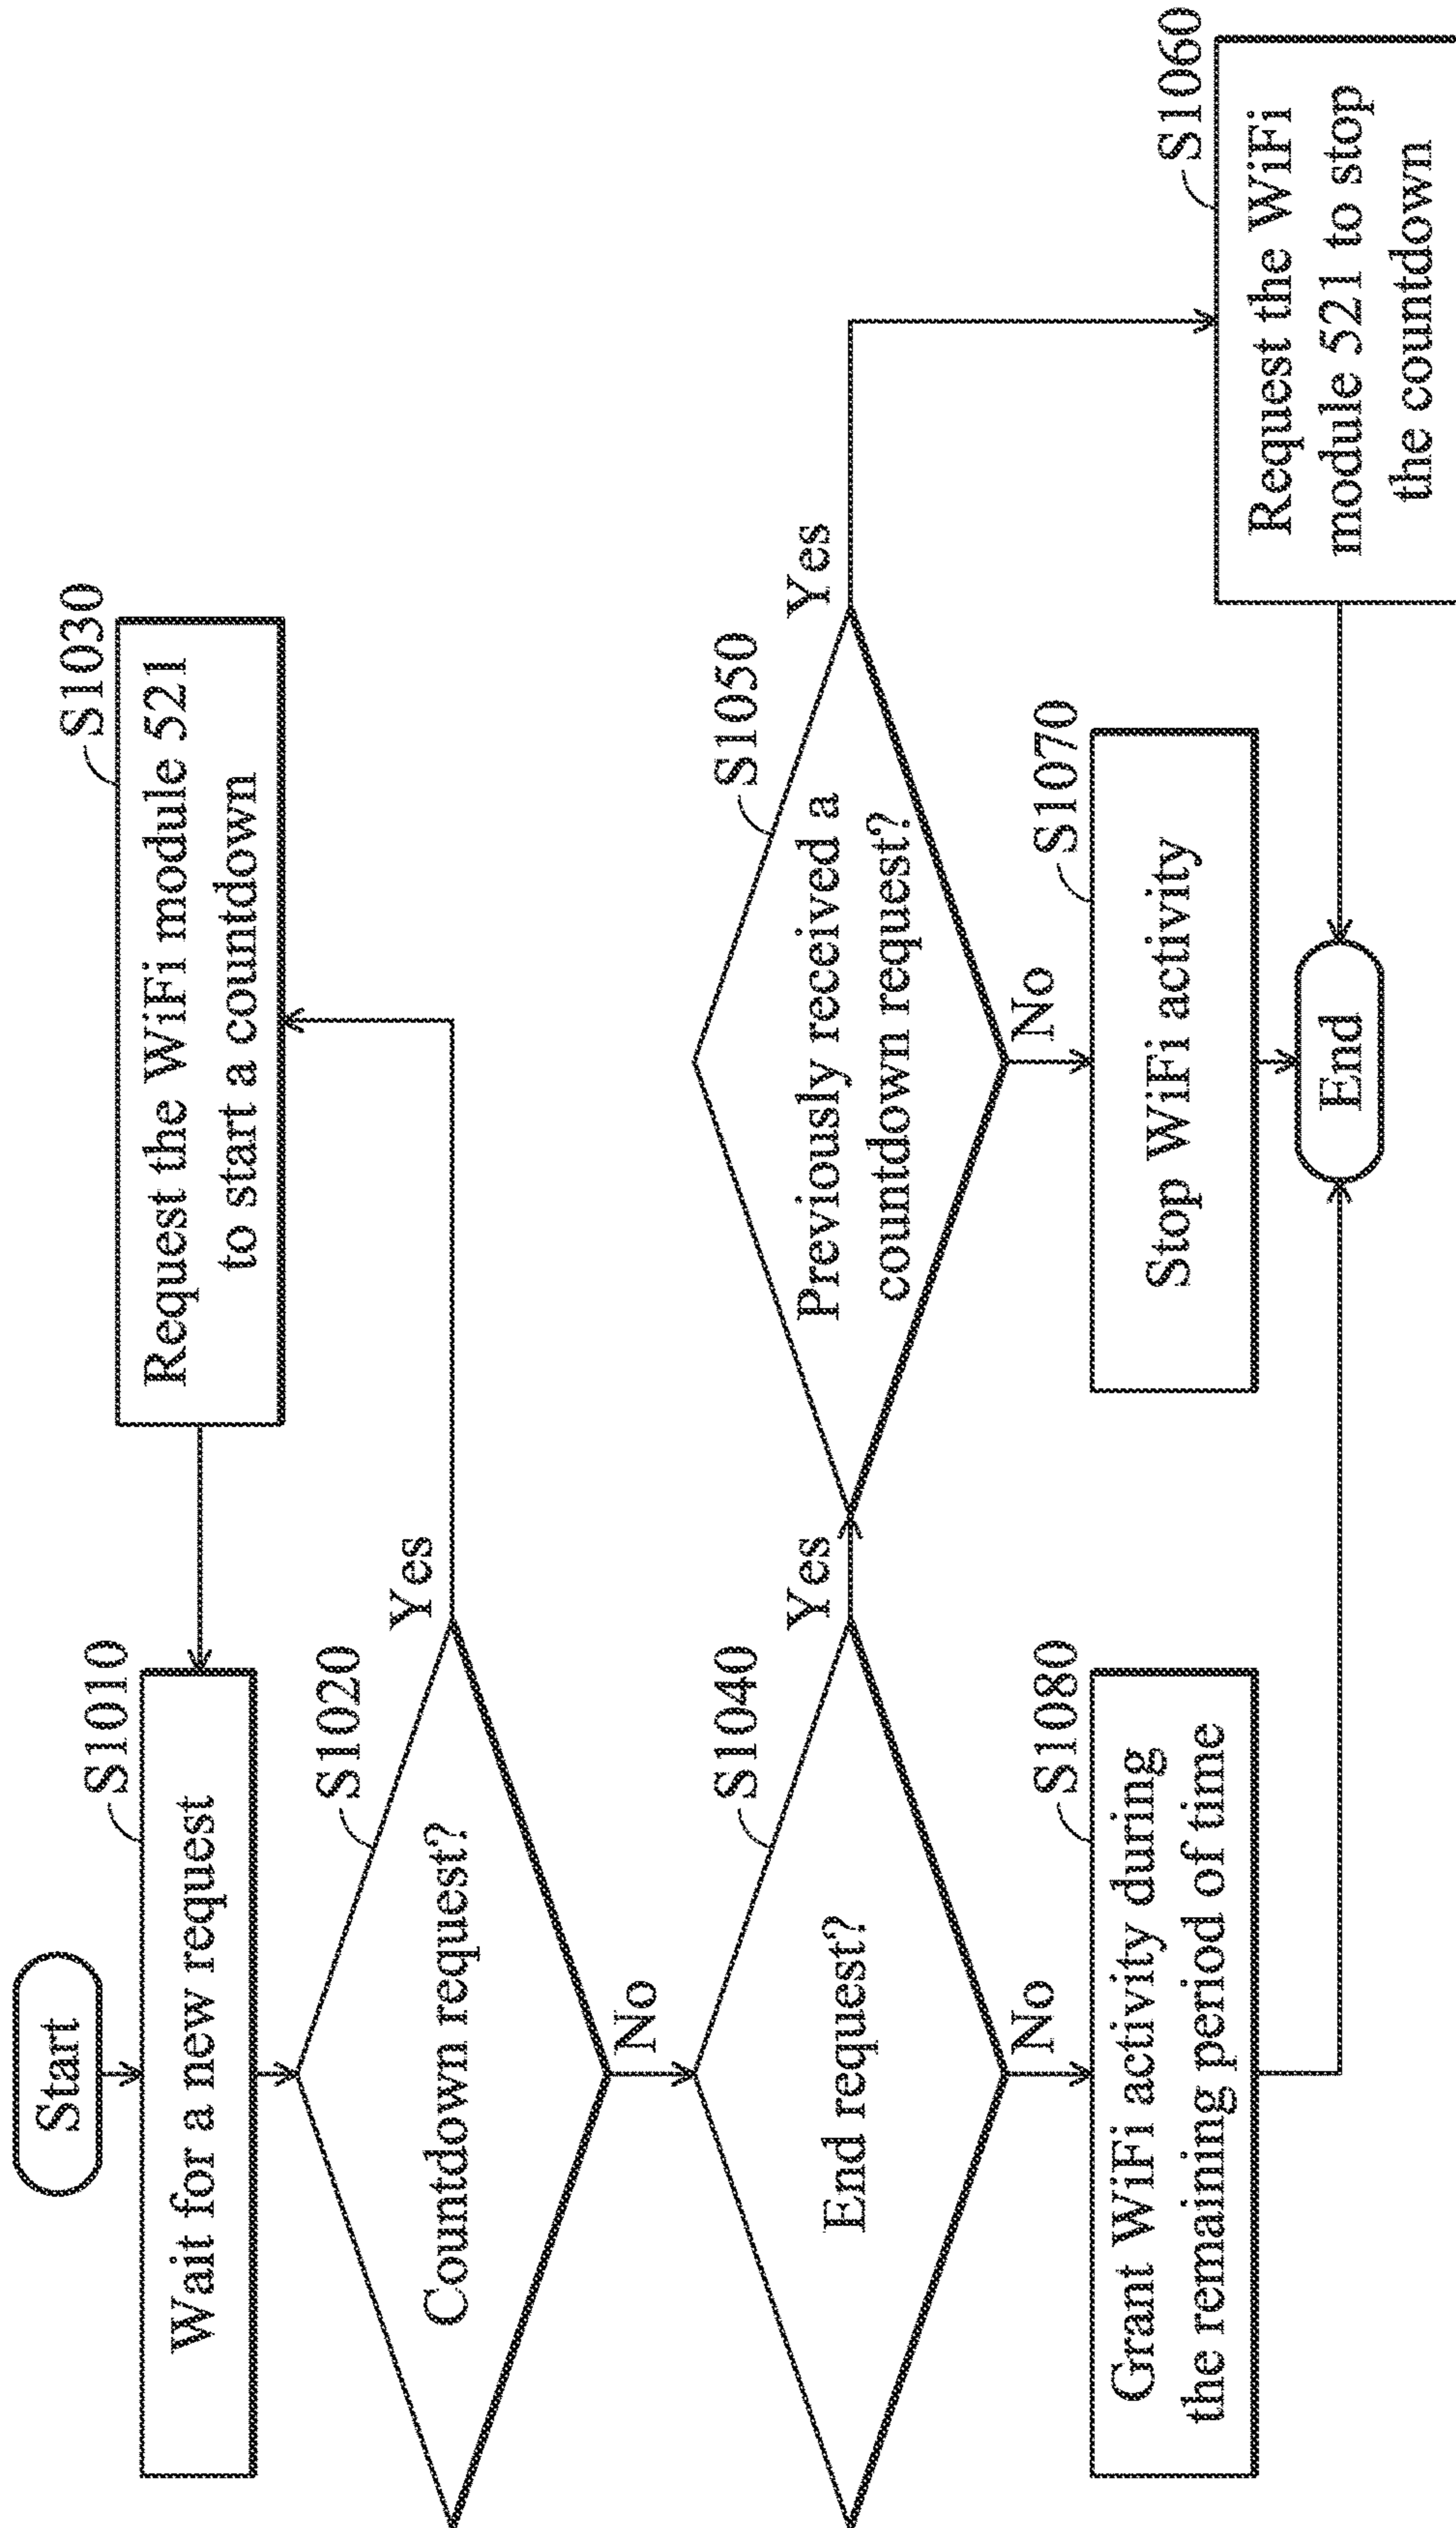 Start
S1010
Wait for a new request
S1020
Countdown request?
Yes
S1030
Request the WiFi module 521
to start a countdown
No
S1040
End request?
Yes
S1050
Previously received a
countdown request?
Yes
S1060
Request the WiFi
module 521 to stop
the countdown
No
S1070
Stop WiFi activity
No
S1080
Grant WiFi activity during
the remaining period of time
End